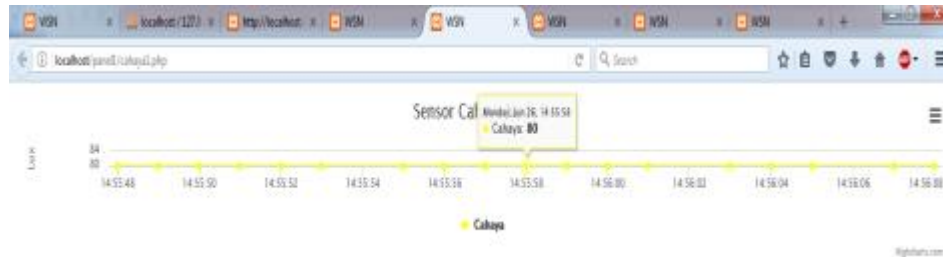 WSN
localhost / 127.0
http://localhost
WSN
WSN
WSN
WSN
WSN
localhost/panel1/cahaya1.php
Search
Sensor Cah
Monday, Jun 26, 14:55:58
Cahaya: 80
Lux
84
80
14:55:48
14:55:50
14:55:52
14:55:54
14:55:56
14:55:58
14:56:00
14:56:02
14:56:04
14:56:06
14:56:08
Cahaya
Highcharts.com